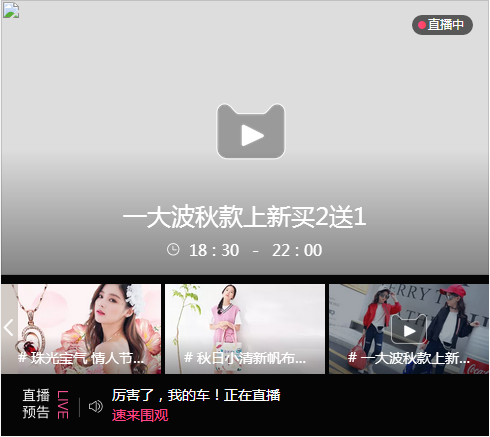 直播中
一大波秋款上新买2送1
18 : 30 - 22 : 00
# 珠光宝气 情人节...
# 秋日小清新帆布...
# 一大波秋款上新...
直播
预告
LIVE
厉害了，我的车！正在直播
速来围观